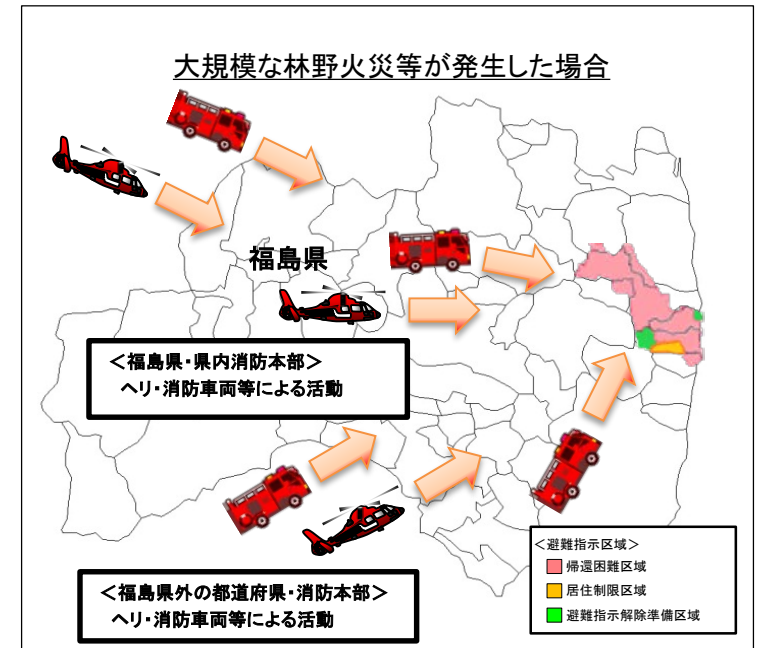 大規模な林野火災等が発生した場合
福島県
＜福島県・県内消防本部＞
ヘリ・消防車両等による活動
＜福島県外の都道府県・消防本部＞
ヘリ・消防車両等による活動
＜避難指示区域＞
帰還困難区域
居住制限区域
避難指示解除準備区域